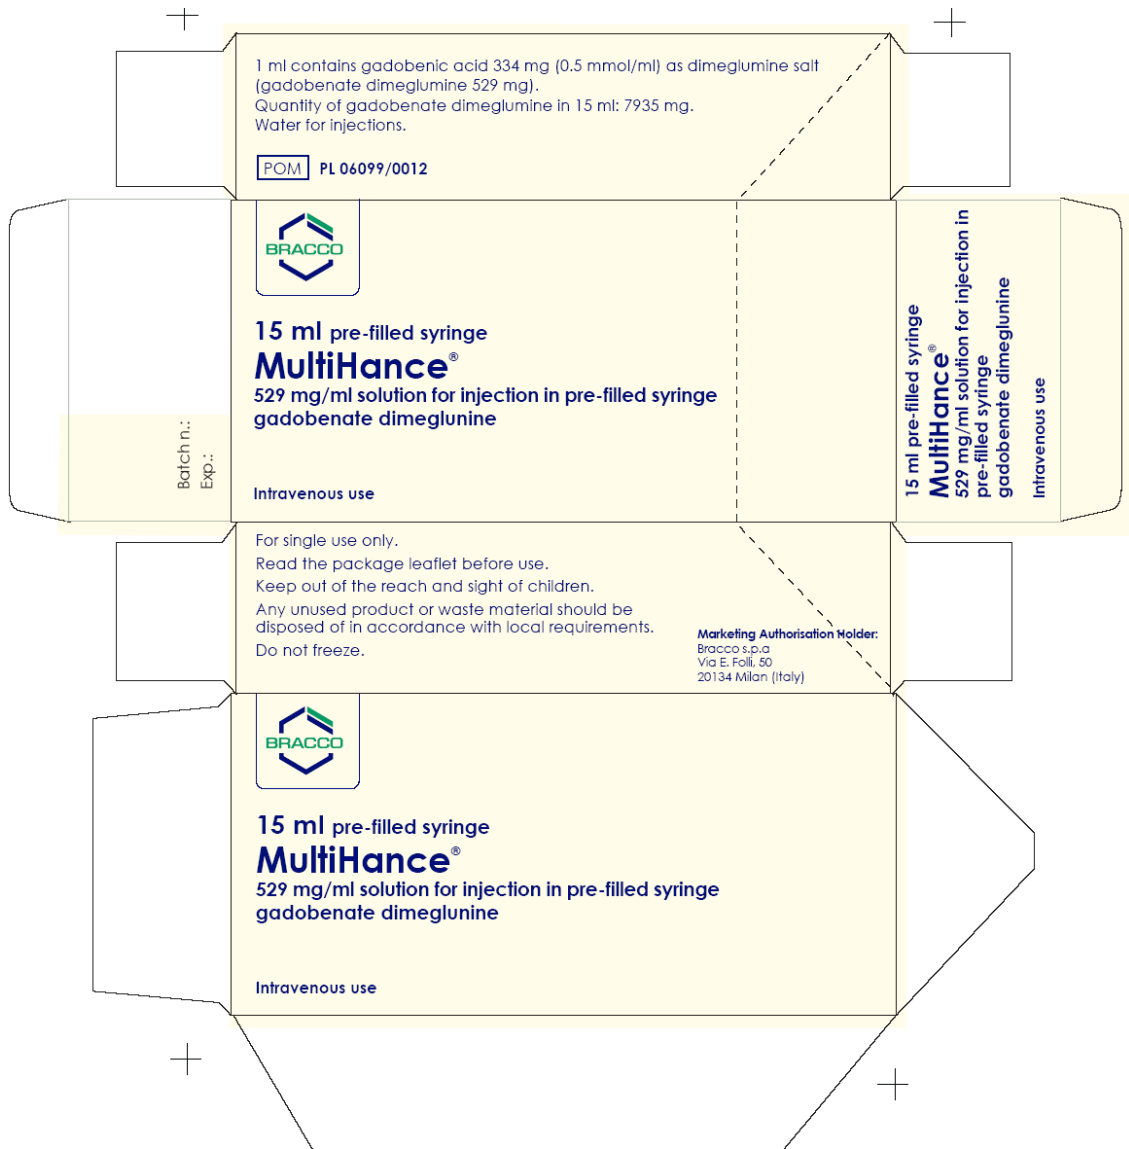 1 ml contains gadobenic acid 334 mg (0.5 mmol/ml) as dimeglumine salt
(gadobenate dimeglumine 529 mg).
Quantity of gadobenate dimeglumine in 15 ml: 7935 mg.
Water for injections.
POM PL 06099/0012
BRACCO
15 ml pre-filled syringe
MultiHance®
529 mg/ml solution for injection in pre-filled syringe
gadobenate dimeglunine
Intravenous use
Batch n.:
Exp.:
15 ml pre-filled syringe
MultiHance®
529 mg/ml solution for injection in
pre-filled syringe
gadobenate dimeglunine
Intravenous use
For single use only.
Read the package leaflet before use.
Keep out of the reach and sight of children.
Any unused product or waste material should be
disposed of in accordance with local requirements.
Do not freeze.
Marketing Authorisation Holder:
Bracco s.p.a
Via E. Folli, 50
20134 Milan (Italy)
BRACCO
15 ml pre-filled syringe
MultiHance®
529 mg/ml solution for injection in pre-filled syringe
gadobenate dimeglunine
Intravenous use